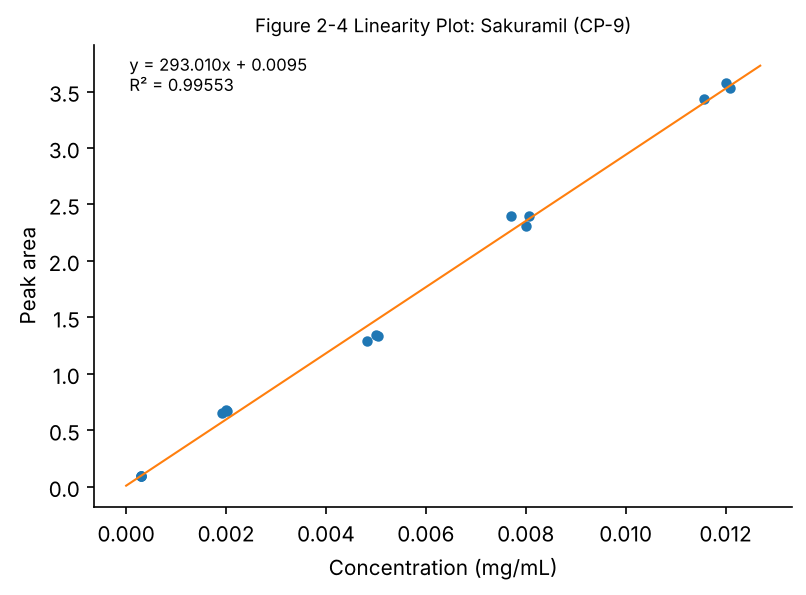 Figure 2-4 Linearity Plot: Sakuramil (CP-9)
y = 293.010x + 0.0095
R² = 0.99553
3.5
3.0
2.5
2.0
1.5
1.0
0.5
0.0
Peak area
0.000 0.002 0.004 0.006 0.008 0.010 0.012
Concentration (mg/mL)